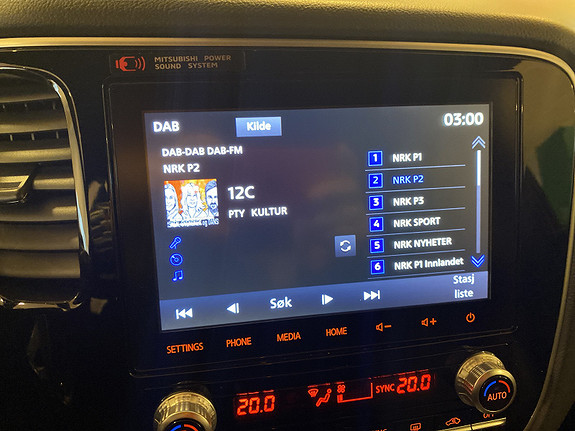 MITSUBISHI POWER
SOUND SYSTEM
DAB
Kilde
03:00
DAB-DAB DAB-FM
NRK P2
12C
PTY KULTUR
1 NRK P1
2 NRK P2
3 NRK P3
4 NRK SPORT
5 NRK NYHETER
6 NRK P1 Innlandet
Søk
Stasj
liste
SETTINGS
PHONE
MEDIA
HOME
20.0
SYNC
20.0
AUTO